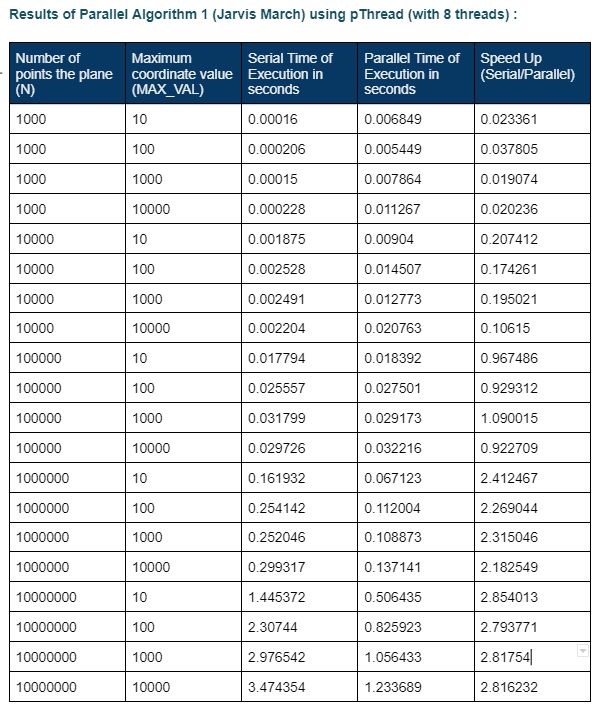 Results of Parallel Algorithm 1 (Jarvis March) using pThread (with 8 threads) :
Number of points the plane (N) Maximum coordinate value (MAX_VAL) Serial Time of Execution in seconds Parallel Time of Execution in seconds Speed Up (Serial/Parallel)
1000 10 0.00016 0.006849 0.023361
1000 100 0.000206 0.005449 0.037805
1000 1000 0.00015 0.007864 0.019074
1000 10000 0.000228 0.011267 0.020236
10000 10 0.001875 0.00904 0.207412
10000 100 0.002528 0.014507 0.174261
10000 1000 0.002491 0.012773 0.195021
10000 10000 0.002204 0.020763 0.10615
100000 10 0.017794 0.018392 0.967486
100000 100 0.025557 0.027501 0.929312
100000 1000 0.031799 0.029173 1.090015
100000 10000 0.029726 0.032216 0.922709
1000000 10 0.161932 0.067123 2.412467
1000000 100 0.254142 0.112004 2.269044
1000000 1000 0.252046 0.108873 2.315046
1000000 10000 0.299317 0.137141 2.182549
10000000 10 1.445372 0.506435 2.854013
10000000 100 2.30744 0.825923 2.793771
10000000 1000 2.976542 1.056433 2.81754
10000000 10000 3.474354 1.233689 2.816232